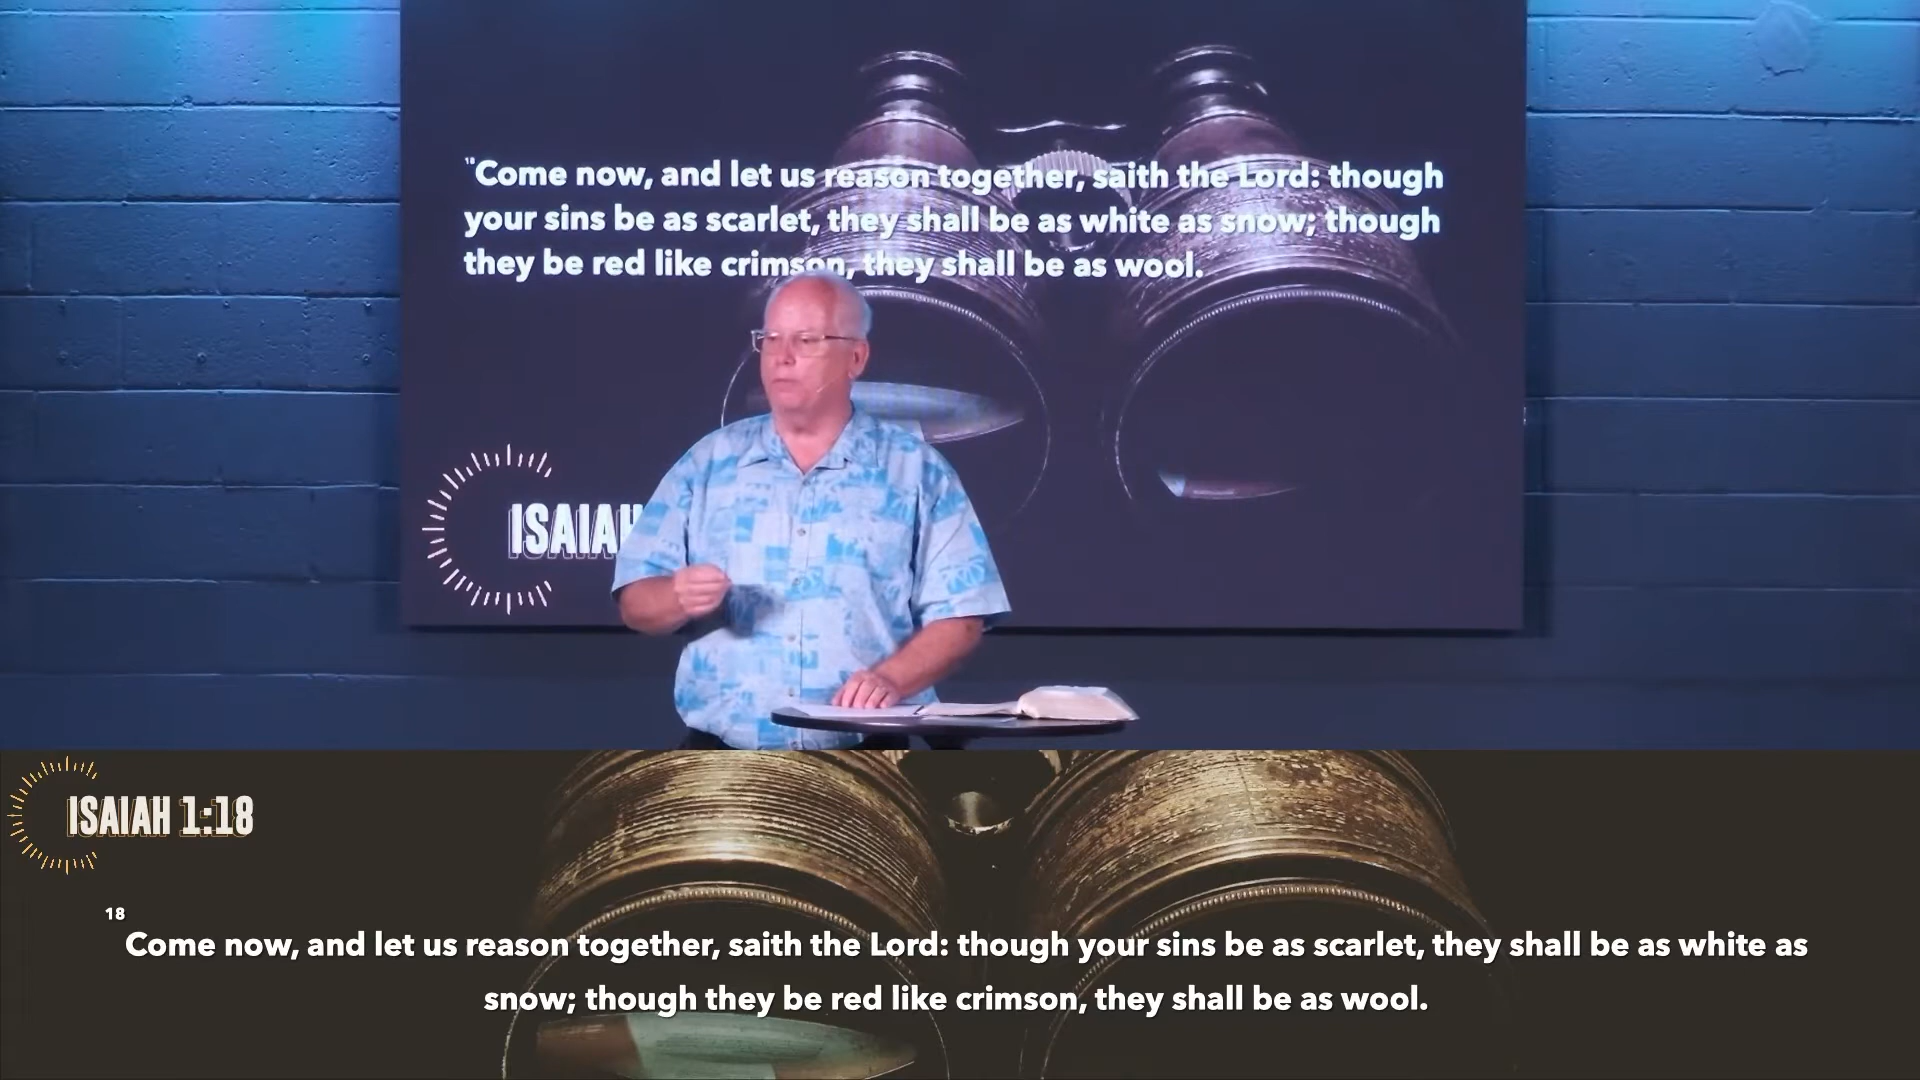 18Come now, and let us reason together, saith the Lord: though
your sins be as scarlet, they shall be as white as snow; though
they be red like crimson, they shall be as wool.
ISAIAH
ISAIAH 1:18
18
Come now, and let us reason together, saith the Lord: though your sins be as scarlet, they shall be as white as
snow; though they be red like crimson, they shall be as wool.